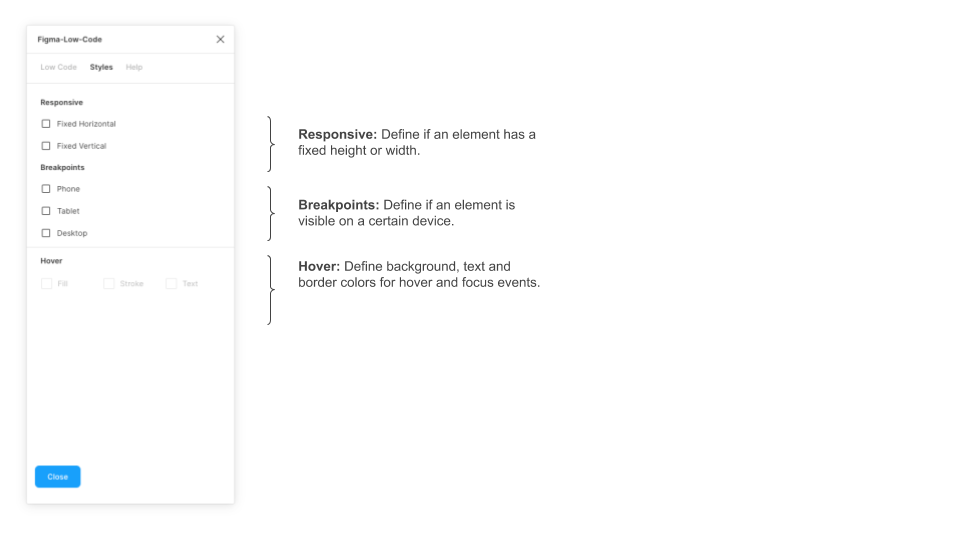 Figma-Low-Code
Low Code Styles Help
Responsive
Fixed Horizontal
Fixed Vertical
Breakpoints
Phone
Tablet
Desktop
Hover
Fill Stroke Text
Close
Responsive: Define if an element has a
fixed height or width.
Breakpoints: Define if an element is
visible on a certain device.
Hover: Define background, text and
border colors for hover and focus events.